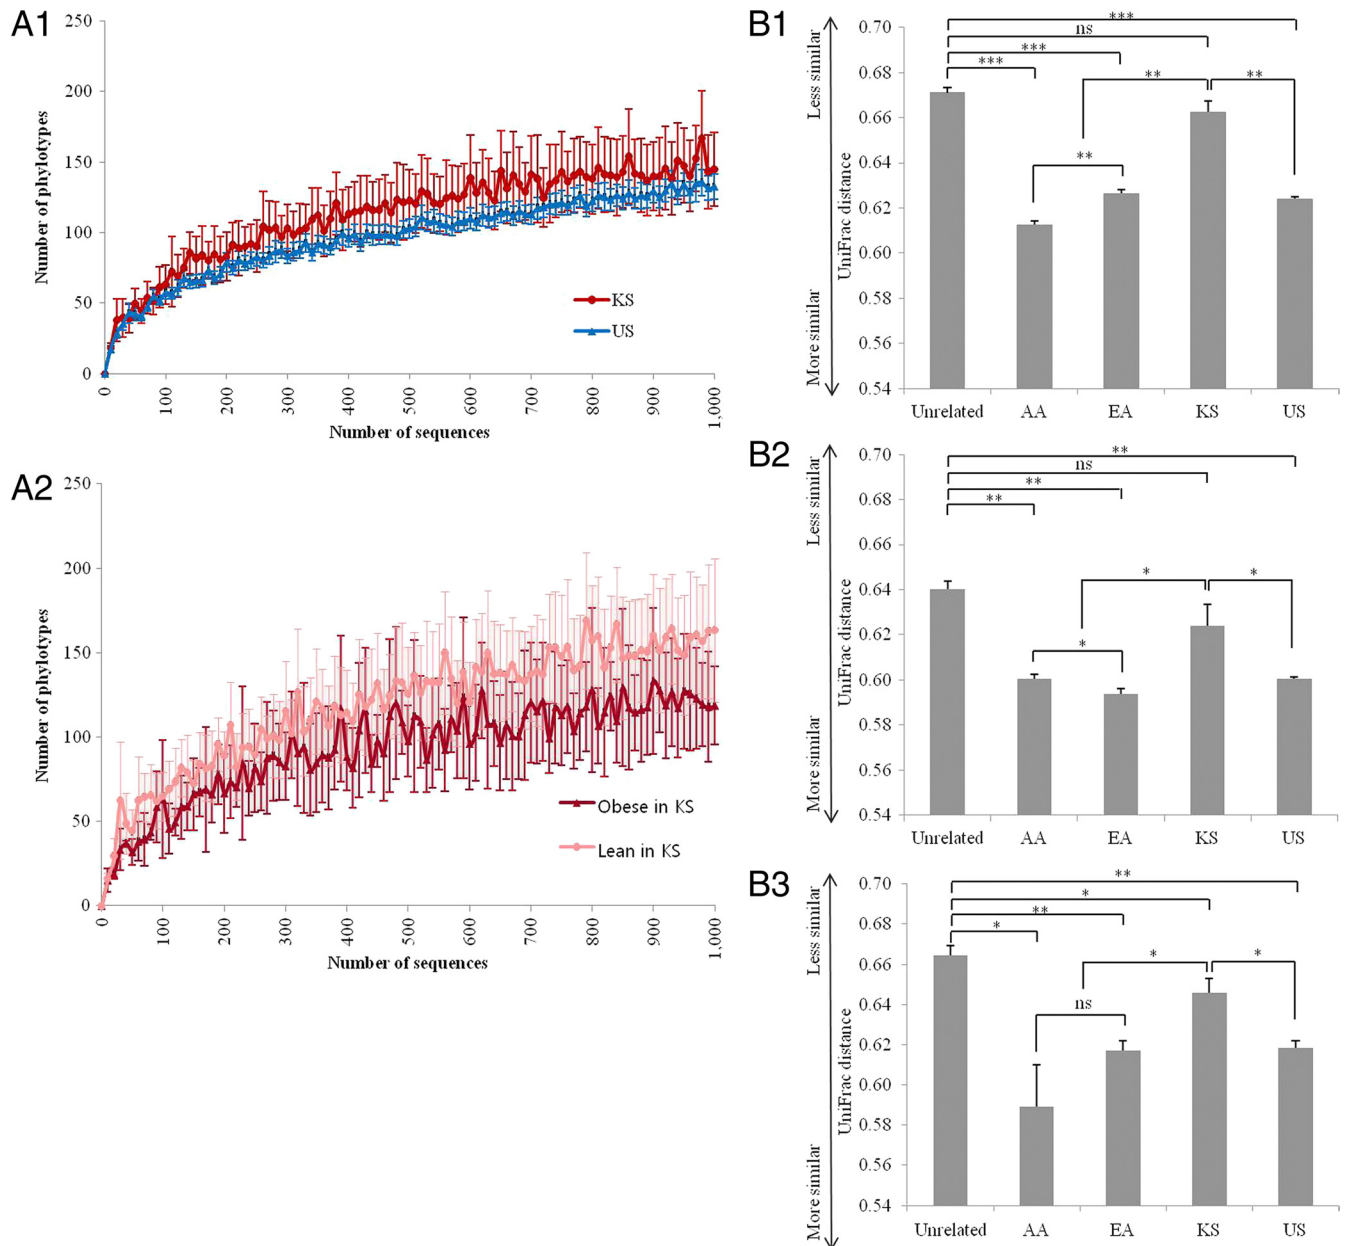 A1
250
200
150
100
50
0
Number of phylotypes
KS
US
0 100 200 300 400 500 600 700 800 900 1,000
Number of sequences
A2
250
200
150
100
50
0
Number of phylotypes
Obese in KS
Lean in KS
0 100 200 300 400 500 600 700 800 900 1,000
Number of sequences
B1
Less similar
More similar
UniFrac distance
0.70
0.68
0.66
0.64
0.62
0.60
0.58
0.56
0.54
***
ns
***
***
**
**
**
Unrelated AA EA KS US
B2
Less similar
More similar
UniFrac distance
0.70
0.68
0.66
0.64
0.62
0.60
0.58
0.56
0.54
**
ns
**
**
*
*
*
Unrelated AA EA KS US
B3
Less similar
More similar
UniFrac distance
0.70
0.68
0.66
0.64
0.62
0.60
0.58
0.56
0.54
**
*
**
*
*
*
ns
Unrelated AA EA KS US